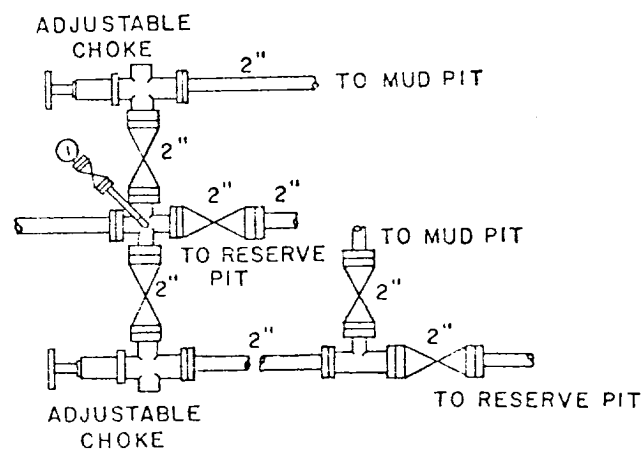 ADJUSTABLE
CHOKE
2"
TO MUD PIT
2"
1
2"
2"
TO RESERVE
PIT
TO MUD PIT
2"
2"
2"
2"
TO RESERVE PIT
ADJUSTABLE
CHOKE